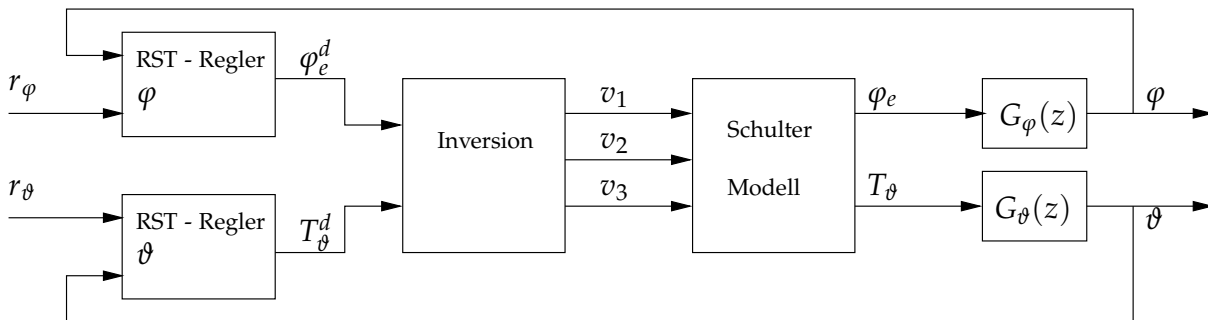 r_φ
RST - Regler
φ
φ_e^d
Inversion
v_1
v_2
v_3
Schulter
Modell
φ_e
G_φ(z)
φ
r_ϑ
RST - Regler
ϑ
T_ϑ^d
T_ϑ
G_ϑ(z)
ϑ